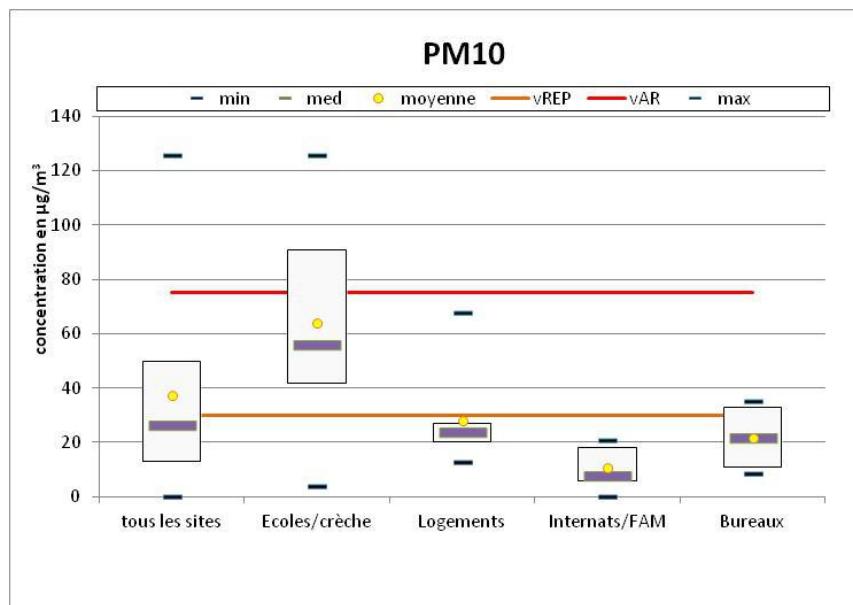 PM10
min med moyenne vREP vAR max
concentration en µg/m³
140
120
100
80
60
40
20
0
tous les sites Ecoles/crèche Logements Internats/FAM Bureaux